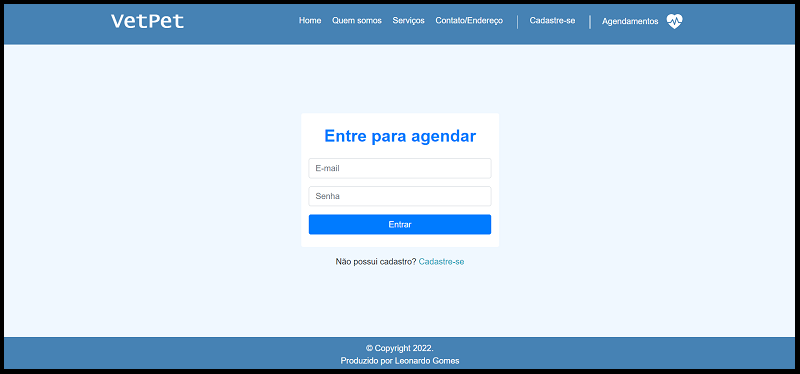 VetPet
Home Quem somos Serviços Contato/Endereço Cadastre-se Agendamentos
Entre para agendar
E-mail
Senha
Entrar
Não possui cadastro? Cadastre-se
© Copyright 2022.
Produzido por Leonardo Gomes